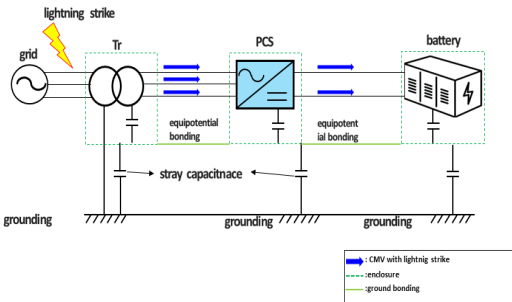 lightning strike
grid
Tr
PCS
battery
equipotential
bonding
equipotent
ial bonding
stray capacitnace
grounding
grounding
grounding
: CMV with lightnig strike
:enclosure
:ground bonding